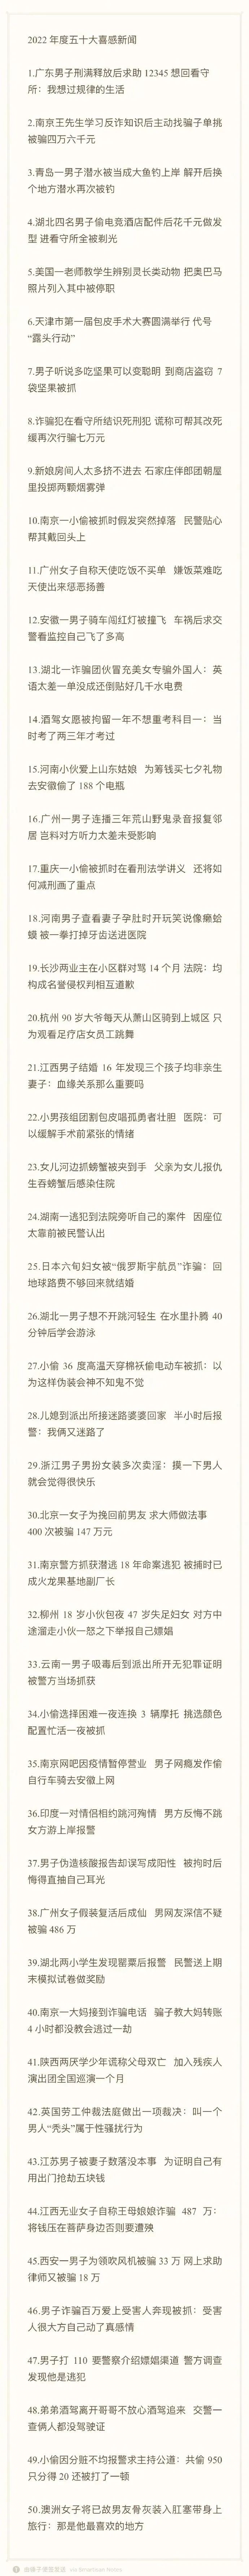 2022 年度五十大喜感新闻
1.广东男子刑满释放后求助 12345 想回看守
所：我想过规律的生活
2.南京王先生学习反诈知识后主动找骗子单挑
被骗四万六千元
3.青岛一男子潜水被当成大鱼钓上岸 解开后换
个地方潜水再次被钓
4.湖北四名男子偷电竞酒店配件后花千元做发
型 进看守所全被剃光
5.美国一老师教学生辨别灵长类动物 把奥巴马
照片列入其中被停职
6.天津市第一届包皮手术大赛圆满举行 代号
“露头行动”
7.男子听说多吃坚果可以变聪明 到商店盗窃 7
袋坚果被抓
8.诈骗犯在看守所结识死刑犯 谎称可帮其改死
缓再次行骗七万元
9.新娘房间人太多挤不进去 石家庄伴郎团朝屋
里投掷两颗烟雾弹
10.南京一小偷被抓时假发突然掉落 民警贴心
帮其戴回头上
11.广州女子自称天使吃饭不买单 嫌饭菜难吃
天使出来惩恶扬善
12.安徽一男子骑车闯红灯被撞飞 车祸后求交
警看监控自己飞了多高
13.湖北一诈骗团伙冒充美女专骗外国人：英
语太差一单没成还倒贴好几千水电费
14.酒驾女愿被拘留一年不想重考科目一：当
时考了两三年才考过
15.河南小伙爱上山东姑娘 为筹钱买七夕礼物
去安徽偷了 188 个电瓶
16.广州一男子连播三年荒山野鬼录音报复邻
居 岂料对方听力太差未受影响
17.重庆一小偷被抓时在看刑法学讲义 还将如
何减刑画了重点
18.河南男子查看妻子孕肚时开玩笑说像癞蛤
蟆 被一拳打掉牙齿送进医院
19.长沙两业主在小区群对骂 14 个月 法院：均
构成名誉侵权判相互道歉
20.杭州 90 岁大爷每天从萧山区骑到上城区 只
为观看足疗店女员工跳舞
21.江西男子结婚 16 年发现三个孩子均非亲生
妻子：血缘关系那么重要吗
22.小男孩组团割包皮唱孤勇者壮胆 医院：可
以缓解手术前紧张的情绪
23.女儿河边抓螃蟹被夹到手 父亲为女儿报仇
生吞螃蟹后感染住院
24.湖南一逃犯到法院旁听自己的案件 因座位
太靠前被民警认出
25.日本六旬妇女被“俄罗斯宇航员”诈骗：回
地球路费不够回来就结婚
26.湖北一男子想不开跳河轻生 在水里扑腾 40
分钟后学会游泳
27.小偷 36 度高温天穿棉袄偷电动车被抓：以
为这样伪装会神不知鬼不觉
28.儿媳到派出所接迷路婆婆回家 半小时后报
警：我俩又迷路了
29.浙江男子男扮女装多次卖淫：摸一下男人
就会觉得很快乐
30.北京一女子为挽回前男友 求大师做法事
400 次被骗 147 万元
31.南京警方抓获潜逃 18 年命案逃犯 被捕时已
成火龙果基地副厂长
32.柳州 18 岁小伙包夜 47 岁失足妇女 对方中
途溜走小伙一怒之下举报自己嫖娼
33.云南一男子吸毒后到派出所开无犯罪证明
被警方当场抓获
34.小偷选择困难一夜连换 3 辆摩托 挑选颜色
配置忙活一夜被抓
35.南京网吧因疫情暂停营业 男子网瘾发作偷
自行车骑去安徽上网
36.印度一对情侣相约跳河殉情 男方反悔不跳
女方游上岸报警
37.男子伪造核酸报告却误写成阳性 被拘时后
悔得直抽自己耳光
38.广州女子假装复活后成仙 男网友深信不疑
被骗 486 万
39.湖北两小学生发现罂粟后报警 民警送上期
末模拟试卷做奖励
40.南京一大妈接到诈骗电话 骗子教大妈转账
4 小时都没教会逃过一劫
41.陕西两厌学少年谎称父母双亡 加入残疾人
演出团全国巡演一个月
42.英国劳工仲裁法庭做出一项裁决：叫一个
男人“秃头”属于性骚扰行为
43.江苏男子被妻子数落没本事 为证明自己有
用出门抢劫五块钱
44.江西无业女子自称王母娘娘诈骗 487 万：
将钱压在菩萨身边否则要遭殃
45.西安一男子为领吹风机被骗 33 万 网上求助
律师又被骗 18 万
46.男子诈骗百万爱上受害人奔现被抓：受害
人很大方自己动了真感情
47.男子打 110 要警察介绍嫖娼渠道 警方调查
发现他是逃犯
48.弟弟酒驾离开哥哥不放心酒驾追来 交警一
查俩人都没驾驶证
49.小偷因分赃不均报警求主持公道：共偷 950
只分得 20 还被打了一顿
50.澳洲女子将已故男友骨灰装入肛塞带身上
旅行：那是他最喜欢的地方
由锤子便签发送 via Smartisan Notes